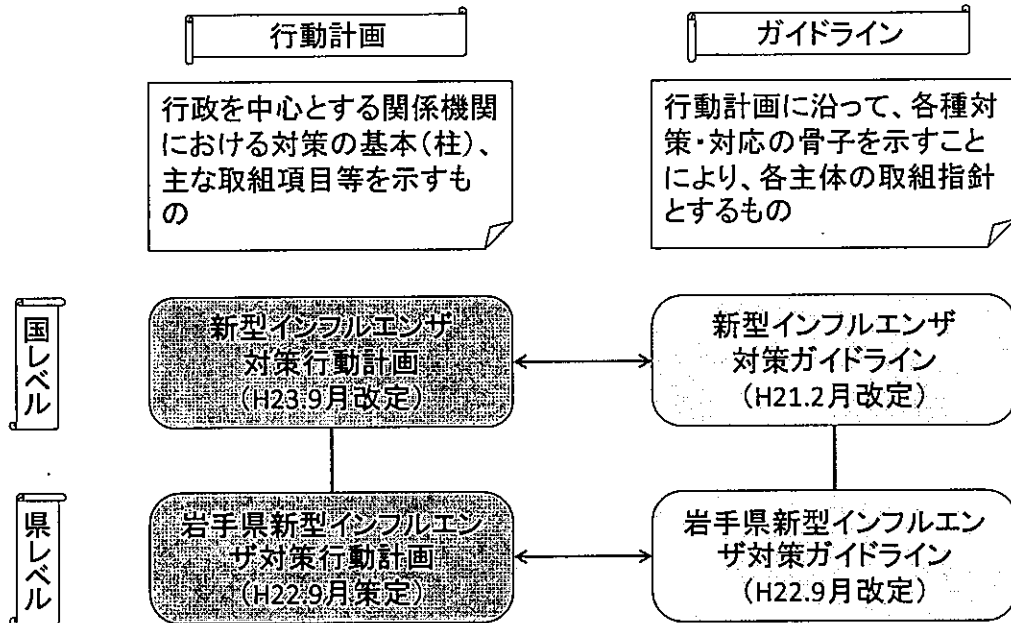 行動計画
ガイドライン
行政を中心とする関係機関
における対策の基本(柱)、
主な取組項目等を示すも
の
行動計画に沿って、各種対
策・対応の骨子を示すこと
により、各主体の取組指針
とするもの
国レベル
新型インフルエンザ
対策行動計画
(H23.9月改定)
新型インフルエンザ
対策ガイドライン
(H21.2月改定)
県レベル
岩手県新型インフルエン
ザ対策行動計画
(H22.9月策定)
岩手県新型インフルエン
ザ対策ガイドライン
(H22.9月改定)